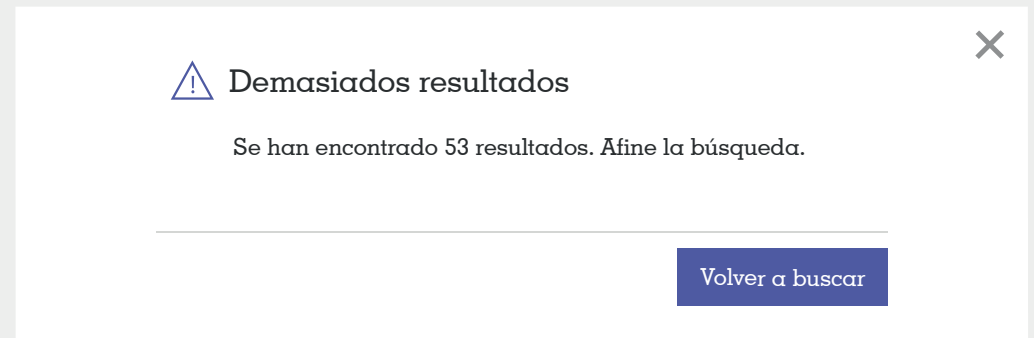 Demasiados resultados
Se han encontrado 53 resultados. Afine la búsqueda.
Volver a buscar